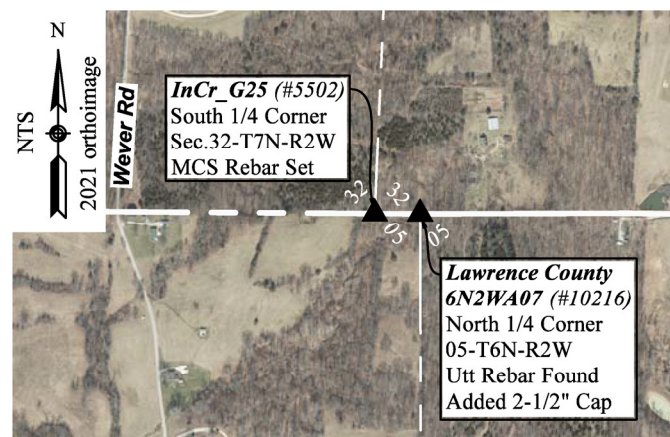 N
NTS
2021 orthoimage
Wever Rd
InCr_G25 (#5502)
South 1/4 Corner
Sec.32-T7N-R2W
MCS Rebar Set
32
32
05
05
Lawrence County
6N2WA07 (#10216)
North 1/4 Corner
05-T6N-R2W
Utt Rebar Found
Added 2-1/2" Cap